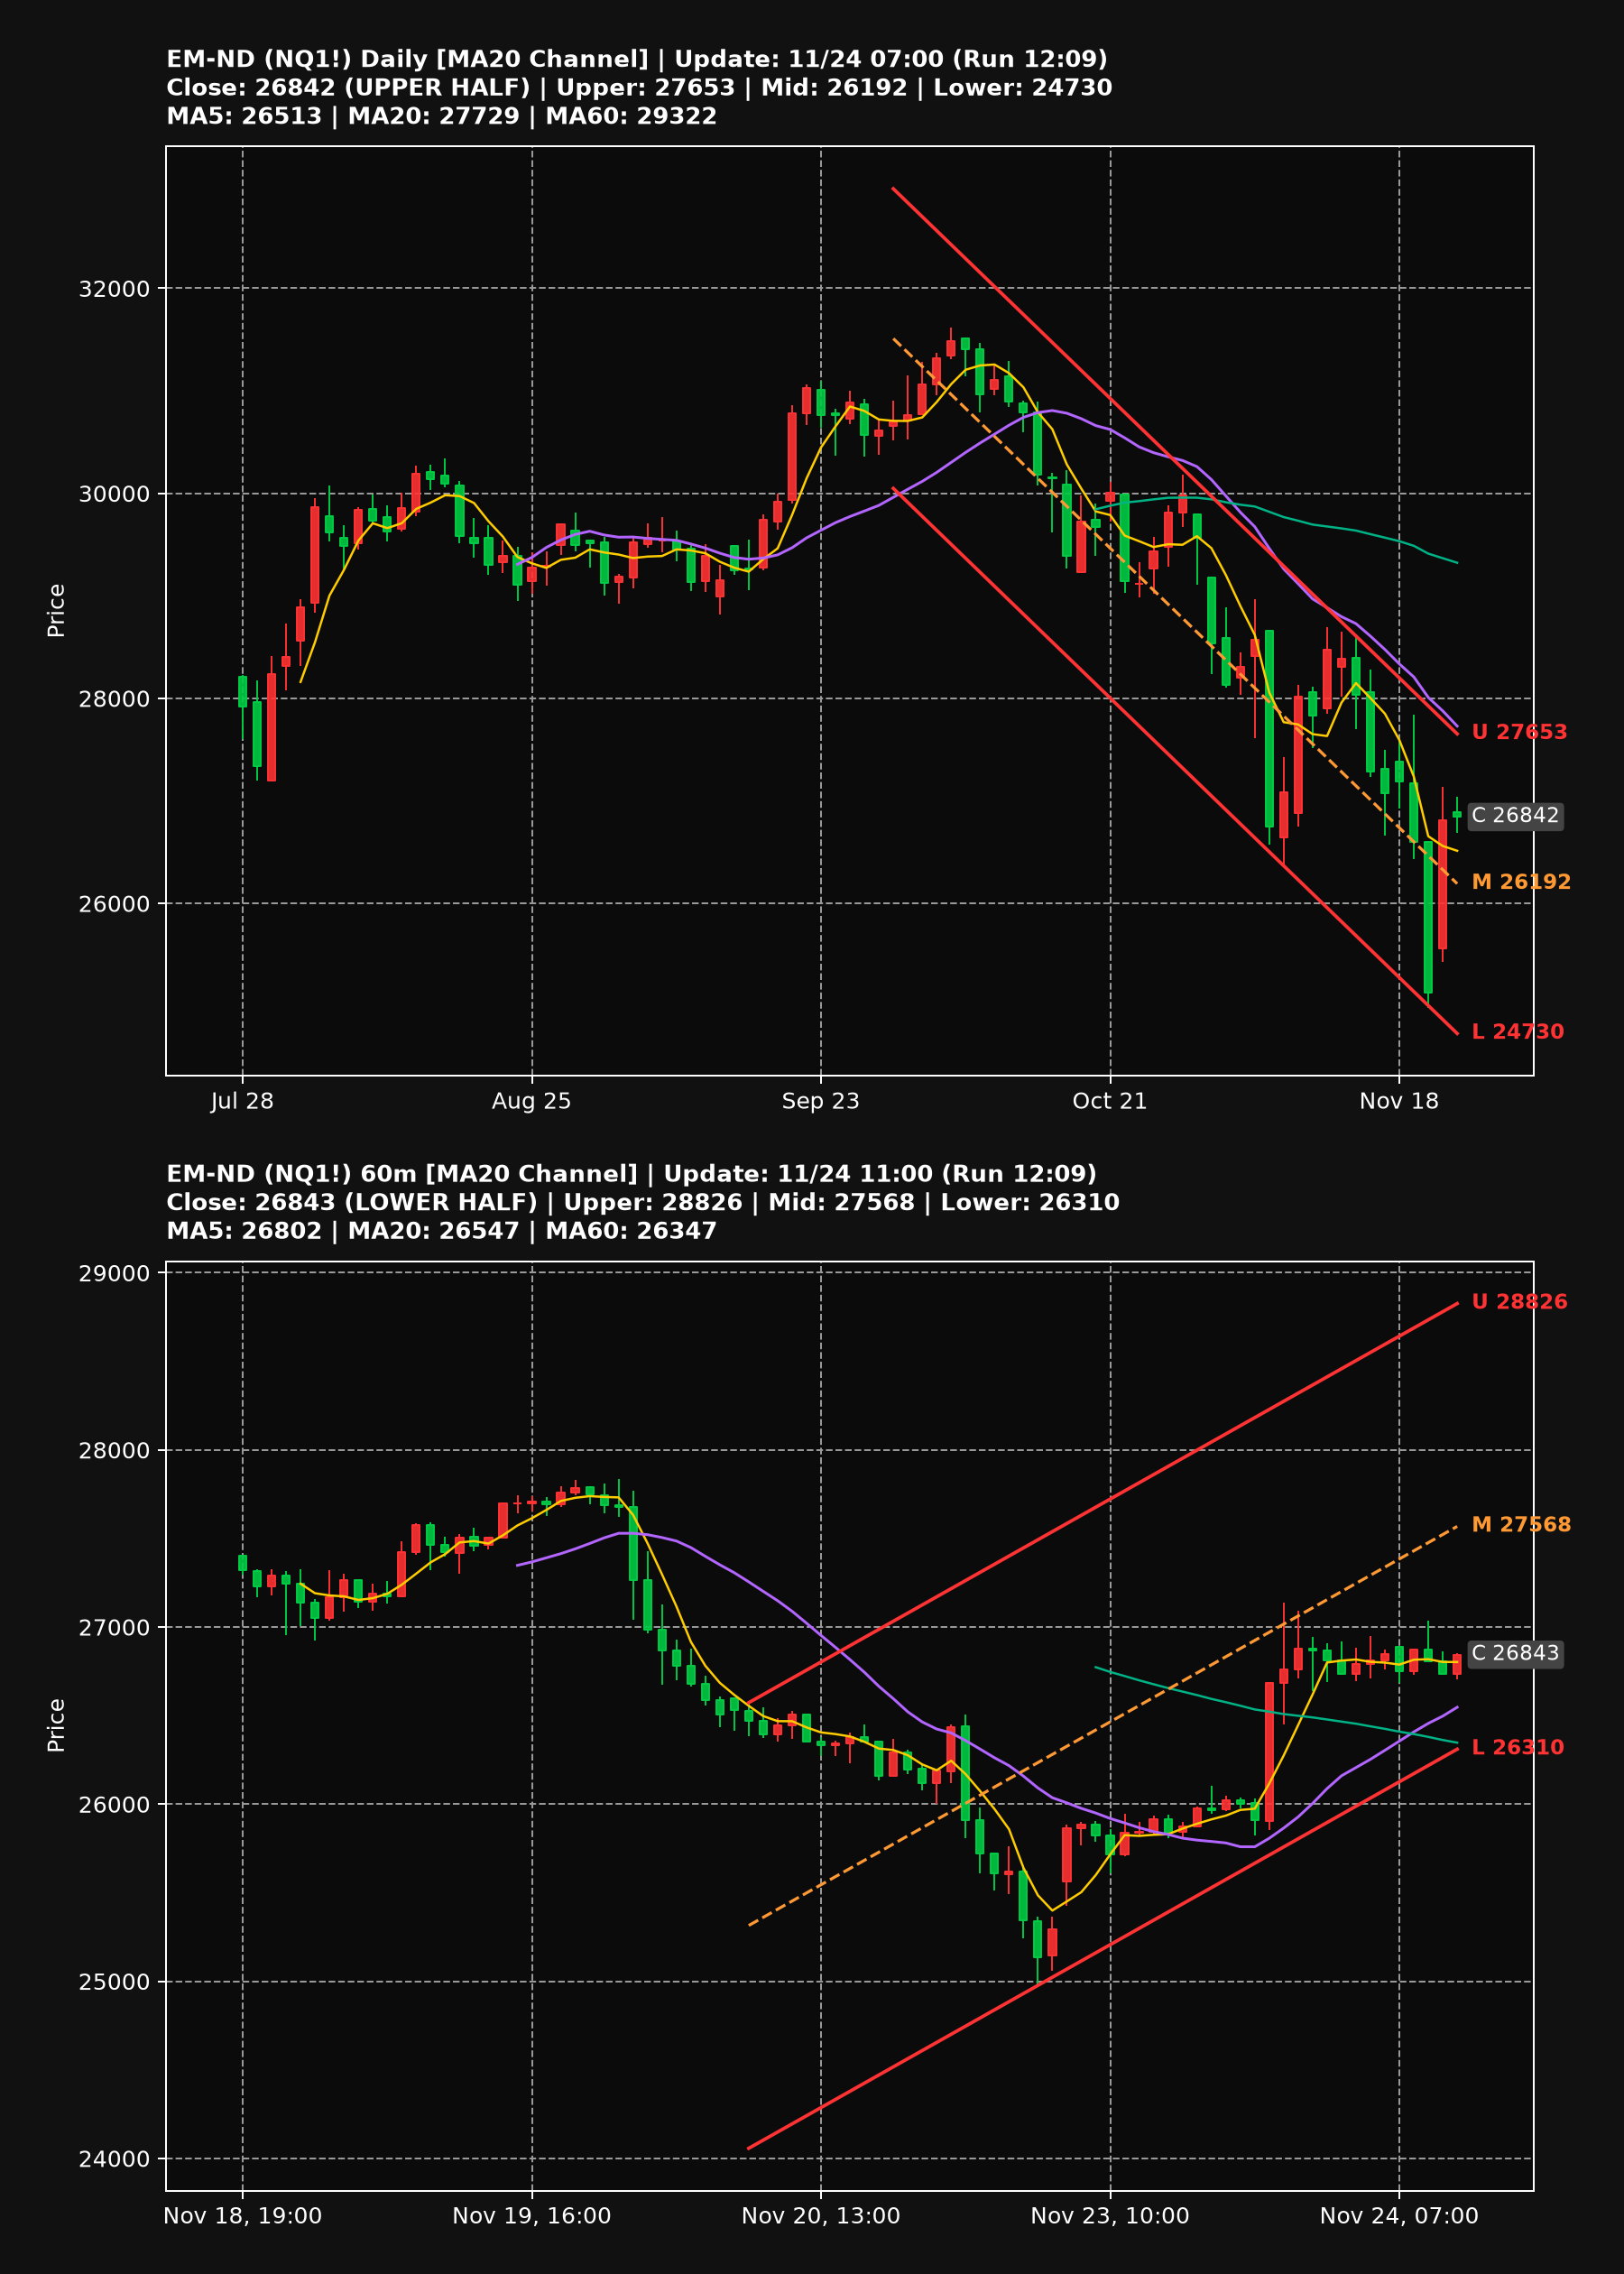 EM-ND (NQ1!) Daily [MA20 Channel] | Update: 11/24 07:00 (Run 12:09)
Close: 26842 (UPPER HALF) | Upper: 27653 | Mid: 26192 | Lower: 24730
MA5: 26513 | MA20: 27729 | MA60: 29322
Price
32000
30000
28000
26000
U 27653
C 26842
M 26192
L 24730
Jul 28
Aug 25
Sep 23
Oct 21
Nov 18
EM-ND (NQ1!) 60m [MA20 Channel] | Update: 11/24 11:00 (Run 12:09)
Close: 26843 (LOWER HALF) | Upper: 28826 | Mid: 27568 | Lower: 26310
MA5: 26802 | MA20: 26547 | MA60: 26347
Price
29000
28000
27000
26000
25000
24000
U 28826
M 27568
C 26843
L 26310
Nov 18, 19:00
Nov 19, 16:00
Nov 20, 13:00
Nov 23, 10:00
Nov 24, 07:00